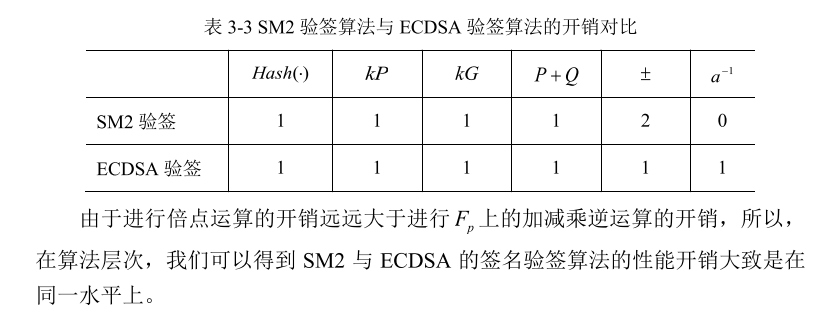 表 3-3 SM2 验签算法与 ECDSA 验签算法的开销对比
Hash(·) kP kG P + Q ± a⁻¹
SM2 验签 1 1 1 1 2 0
ECDSA 验签 1 1 1 1 1 1
由于进行倍点运算的开销远远大于进行 Fₚ 上的加减乘逆运算的开销，所以，
在算法层次，我们可以得到 SM2 与 ECDSA 的签名验签算法的性能开销大致是在
同一水平上。